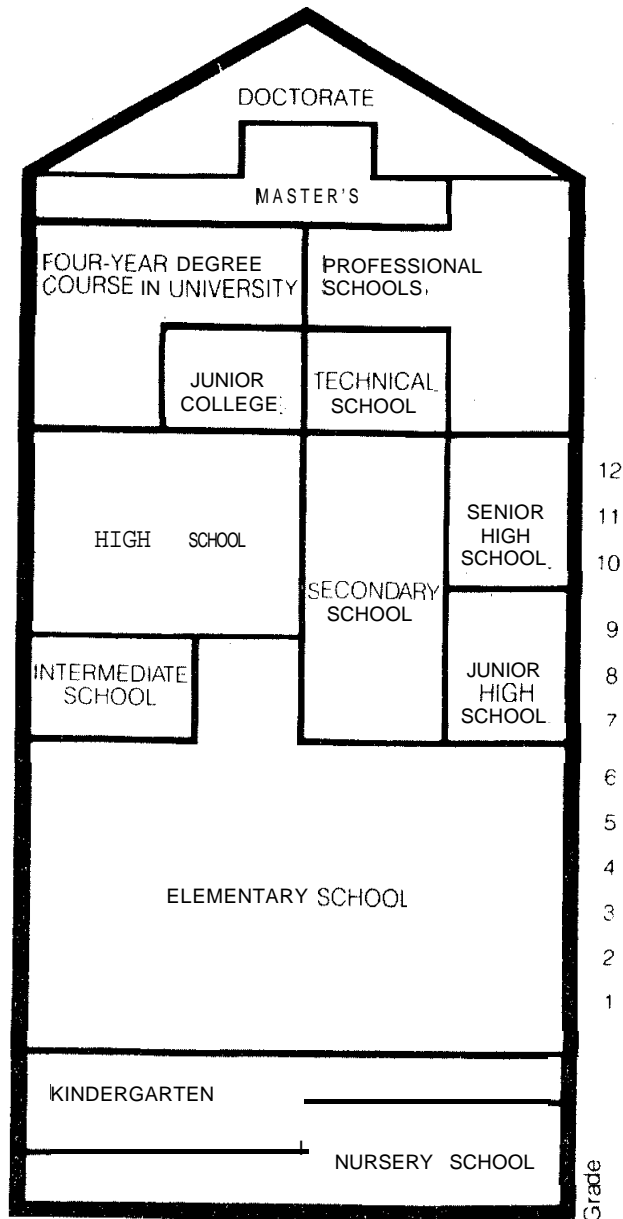 DOCTORATE
MASTER'S
FOUR-YEAR DEGREE
COURSE IN UNIVERSITY
PROFESSIONAL
SCHOOLS
JUNIOR
COLLEGE
TECHNICAL
SCHOOL
HIGH SCHOOL
SECONDARY
SCHOOL
SENIOR
HIGH
SCHOOL
INTERMEDIATE
SCHOOL
JUNIOR
HIGH
SCHOOL
12
11
10
9
8
7
6
5
4
3
2
1
ELEMENTARY SCHOOL
KINDERGARTEN
NURSERY SCHOOL
Grade